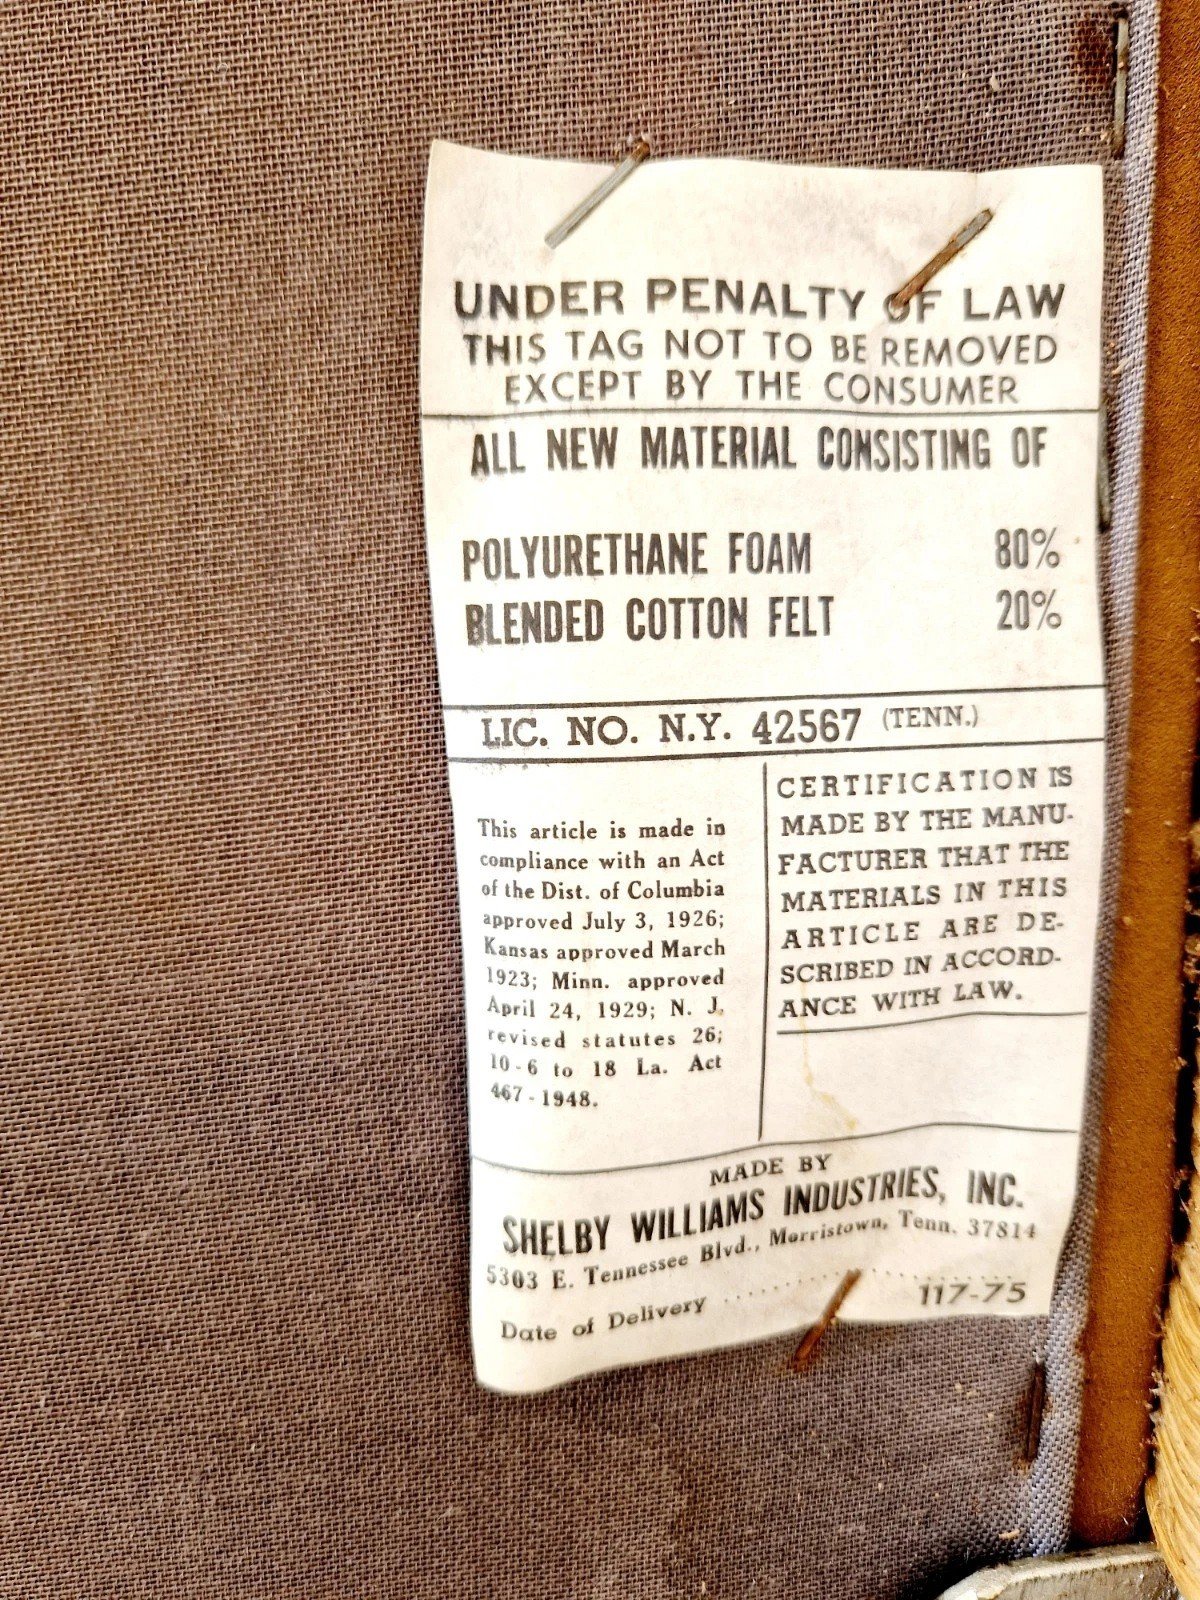 UNDER PENALTY OF LAW
THIS TAG NOT TO BE REMOVED
EXCEPT BY THE CONSUMER
ALL NEW MATERIAL CONSISTING OF
POLYURETHANE FOAM 80%
BLENDED COTTON FELT 20%
LIC. NO. N.Y. 42567 (TENN.)
This article is made in
compliance with an Act
of the Dist. of Columbia
approved July 3, 1926;
Kansas approved March
1923; Minn. approved
April 24, 1929; N. J.
revised statutes 26;
10-6 to 18 La. Act
467-1948.
CERTIFICATION IS
MADE BY THE MANU-
FACTURER THAT THE
MATERIALS IN THIS
ARTICLE ARE DE-
SCRIBED IN ACCORD-
ANCE WITH LAW.
MADE BY
SHELBY WILLIAMS INDUSTRIES, INC.
5303 E. Tennessee Blvd., Morristown, Tenn. 37814
Date of Delivery ....................
117-75